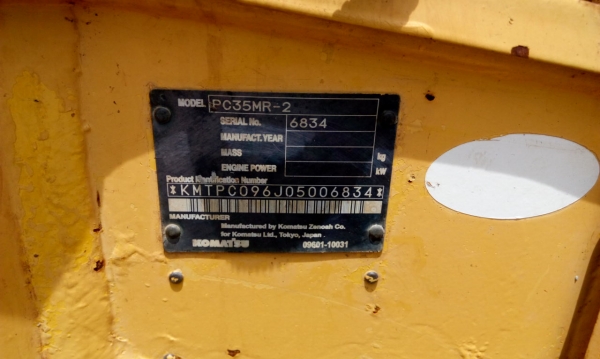 MODEL PC35MR-2
SERIAL No. 6834
MANUFACT.YEAR
MASS kg
ENGINE POWER kW
Product Identification Number
*KMTPC096J05006834*
MANUFACTURER
Manufactured by Komatsu Zenoah Co.
for Komatsu Ltd., Tokyo, Japan.
KOMATSU 09601-10031